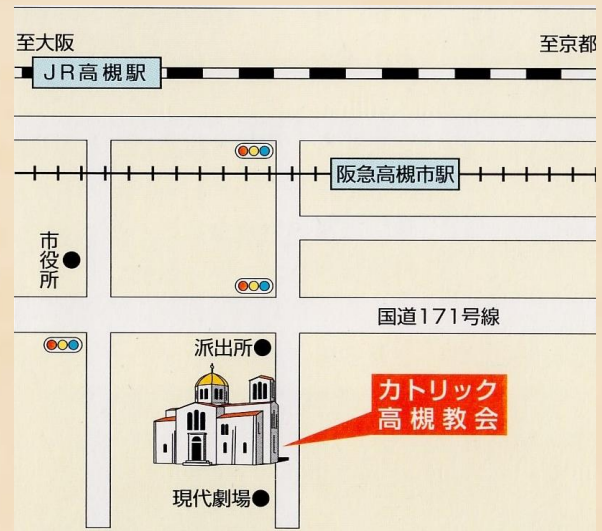 至大阪
至京都
JR高槻駅
阪急高槻市駅
市役所
国道171号線
派出所
カトリック
高槻教会
現代劇場